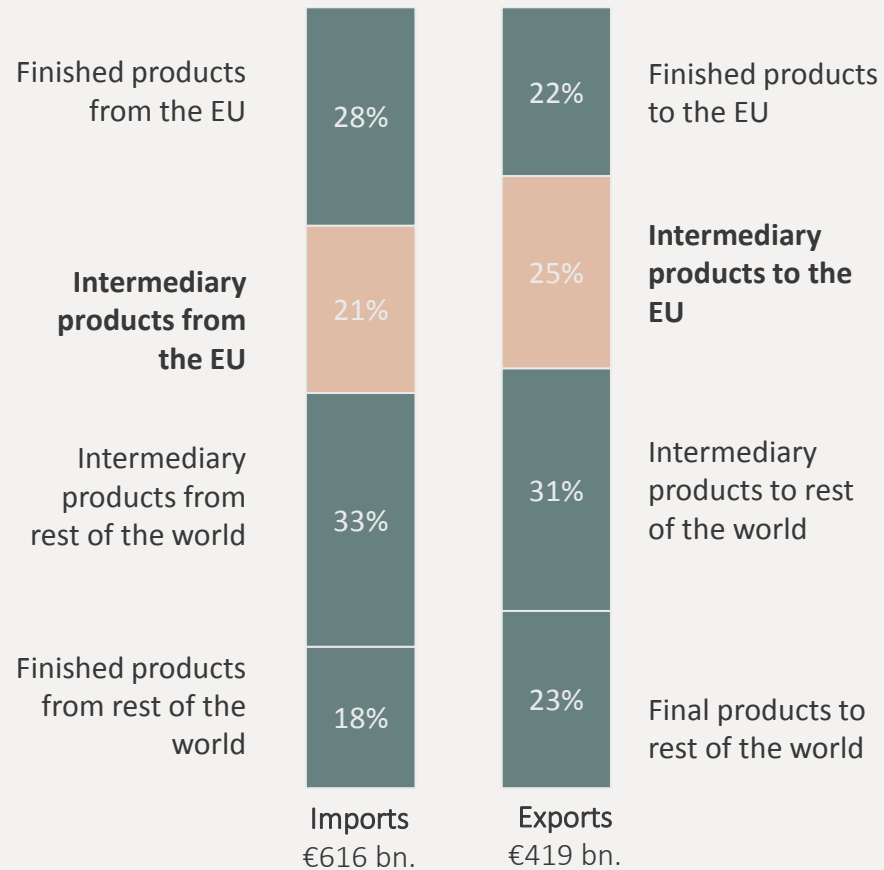 Finished products
from the EU
28%
22%
Finished products
to the EU
Intermediary
products from
the EU
21%
25%
Intermediary
products to the
EU
Intermediary
products from
rest of the world
33%
31%
Intermediary
products to rest
of the world
Finished products
from rest of the
world
18%
23%
Final products to
rest of the world
Imports
€616 bn.
Exports
€419 bn.